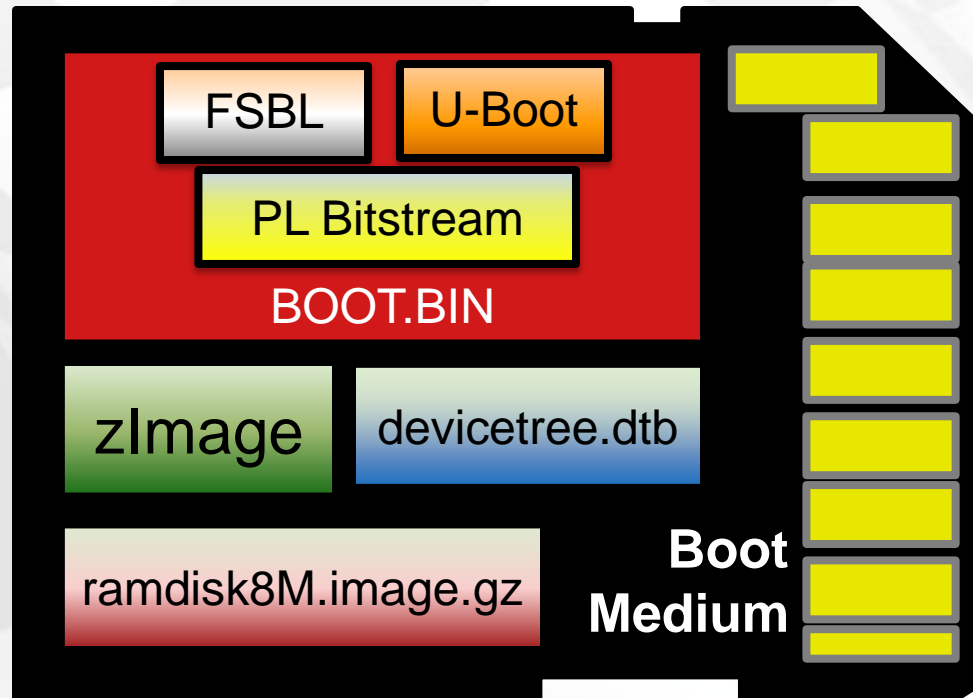 FSBL
U-Boot
PL Bitstream
BOOT.BIN
zImage
devicetree.dtb
ramdisk8M.image.gz
Boot
Medium